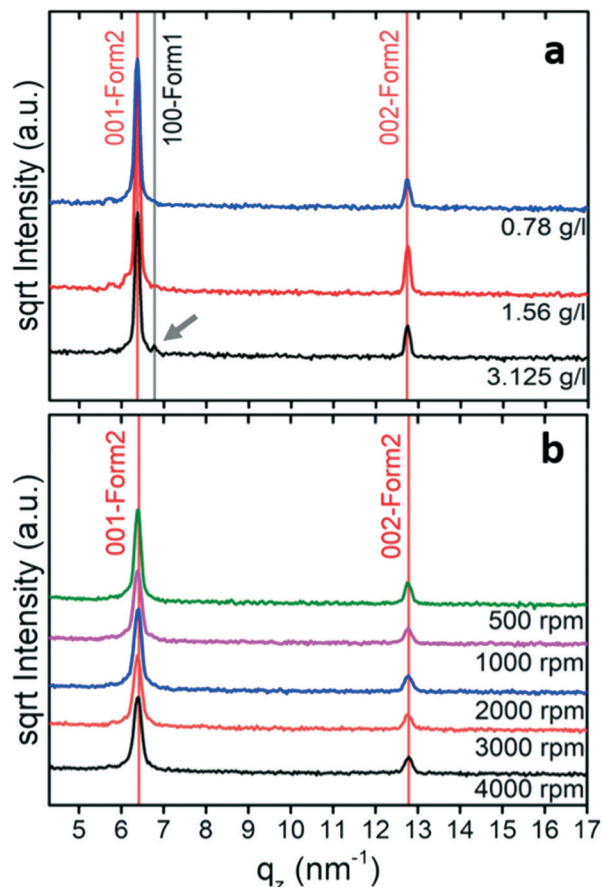 a
sqrt Intensity (a.u.)
001-Form2
100-Form1
002-Form2
0.78 g/l
1.56 g/l
3.125 g/l
b
sqrt Intensity (a.u.)
001-Form2
002-Form2
500 rpm
1000 rpm
2000 rpm
3000 rpm
4000 rpm
5 6 7 8 9 10 11 12 13 14 15 16 17
q_z (nm⁻¹)